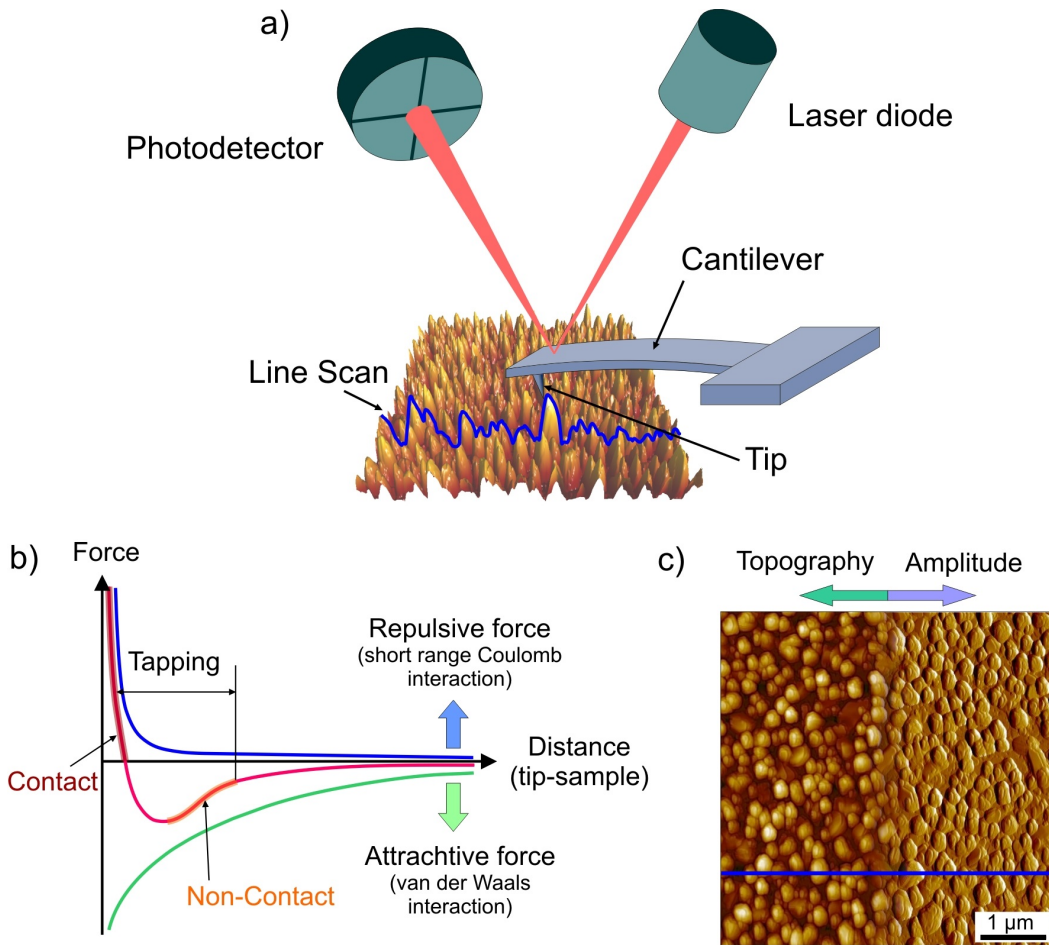 a)
Photodetector
Laser diode
Cantilever
Line Scan
Tip
b)
Force
Tapping
Repulsive force
(short range Coulomb
interaction)
Distance
(tip-sample)
Contact
Non-Contact
Attrachtive force
(van der Waals
interaction)
c)
Topography
Amplitude
1 µm